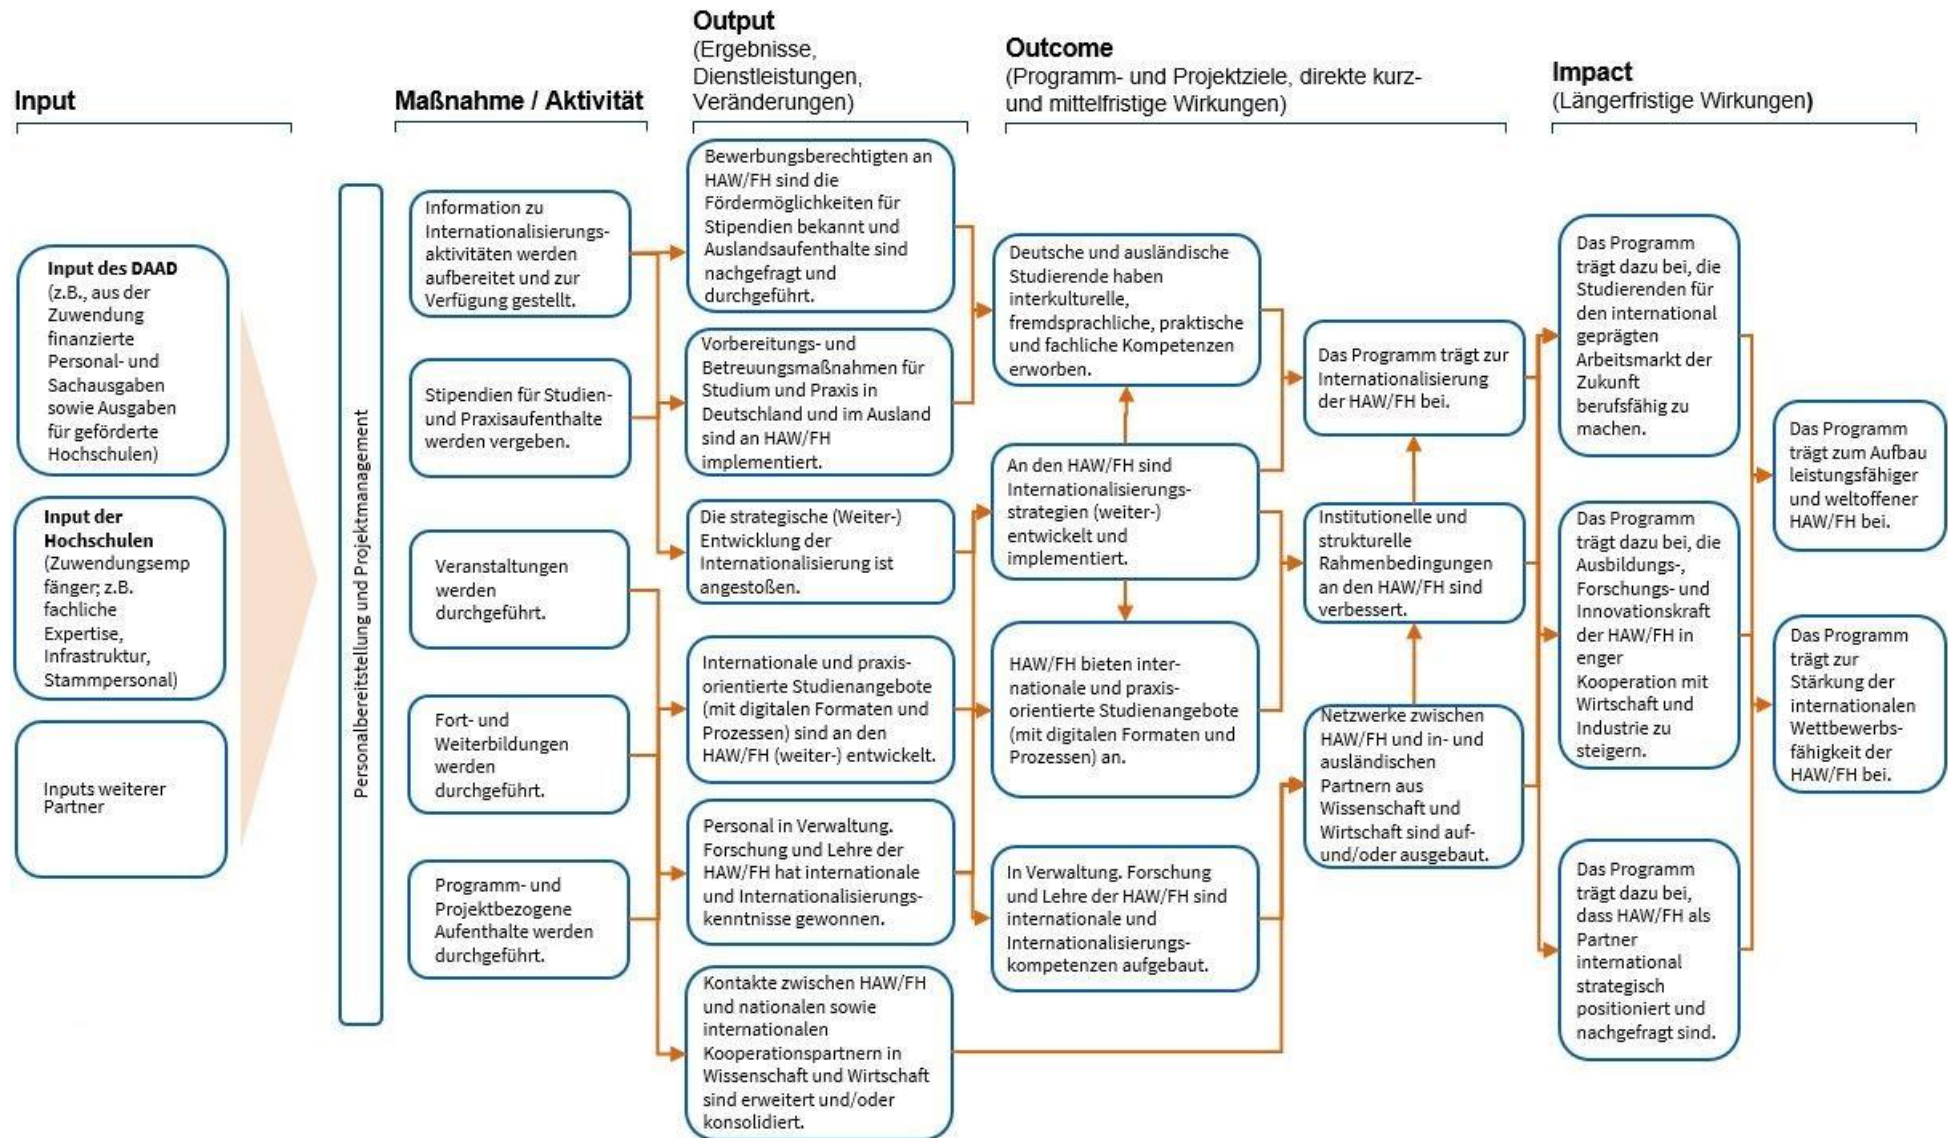 Input
Maßnahme / Aktivität
Output
(Ergebnisse,
Dienstleistungen,
Veränderungen)
Outcome
(Programm- und Projektziele, direkte kurz-
und mittelfristige Wirkungen)
Impact
(Längerfristige Wirkungen)
Input des DAAD
(z.B., aus der
Zuwendung
finanzierte
Personal- und
Sachausgaben
sowie Ausgaben
für geförderte
Hochschulen)
Input der
Hochschulen
(Zuwendungsemp
fänger; z.B.
fachliche
Expertise,
Infrastruktur,
Stammpersonal)
Inputs weiterer
Partner
Personalbereitstellung und Projektmanagement
Information zu
Internationalisierungs-
aktivitäten werden
aufbereitet und zur
Verfügung gestellt.
Stipendien für Studien-
und Praxisaufenthalte
werden vergeben.
Veranstaltungen
werden
durchgeführt.
Fort- und
Weiterbildungen
werden
durchgeführt.
Programm- und
Projektbezogene
Aufenthalte werden
durchgeführt.
Bewerbungsberechtigten an
HAW/FH sind die
Fördermöglichkeiten für
Stipendien bekannt und
Auslandsaufenthalte sind
nachgefragt und
durchgeführt.
Vorbereitungs- und
Betreuungsmaßnahmen für
Studium und Praxis in
Deutschland und im Ausland
sind an HAW/FH
implementiert.
Die strategische (Weiter-)
Entwicklung der
Internationalisierung ist
angestoßen.
Internationale und praxis-
orientierte Studienangebote
(mit digitalen Formaten und
Prozessen) sind an den
HAW/FH (weiter-) entwickelt.
Personal in Verwaltung.
Forschung und Lehre der
HAW/FH hat internationale
und Internationalisierungs-
kenntnisse gewonnen.
Kontakte zwischen HAW/FH
und nationalen sowie
internationalen
Kooperationspartnern in
Wissenschaft und Wirtschaft
sind erweitert und/oder
konsolidiert.
Deutsche und ausländische
Studierende haben
interkulturelle,
fremdsprachliche, praktische
und fachliche Kompetenzen
erworben.
An den HAW/FH sind
Internationalisierungs-
strategien (weiter-)
entwickelt und
implementiert.
HAW/FH bieten inter-
nationale und praxis-
orientierte Studienangebote
(mit digitalen Formaten und
Prozessen) an.
In Verwaltung. Forschung
und Lehre der HAW/FH sind
internationale und
Internationalisierungs-
kompetenzen aufgebaut.
Das Programm trägt zur
Internationalisierung
der HAW/FH bei.
Institutionelle und
strukturelle
Rahmenbedingungen
an den HAW/FH sind
verbessert.
Netzwerke zwischen
HAW/FH und in- und
ausländischen
Partnern aus
Wissenschaft und
Wirtschaft sind auf-
und/oder ausgebaut.
Das Programm
trägt dazu bei, die
Studierenden für
den international
geprägten
Arbeitsmarkt der
Zukunft
berufsfähig zu
machen.
Das Programm
trägt dazu bei, die
Ausbildungs-,
Forschungs- und
Innovationskraft
der HAW/FH in
enger
Kooperation mit
Wirtschaft und
Industrie zu
steigern.
Das Programm
trägt dazu bei,
dass HAW/FH als
Partner
international
strategisch
positioniert und
nachgefragt sind.
Das Programm
trägt zum Aufbau
leistungsfähiger
und weltoffener
HAW/FH bei.
Das Programm
trägt zur
Stärkung der
internationalen
Wettbewerbs-
fähigkeit der
HAW/FH bei.